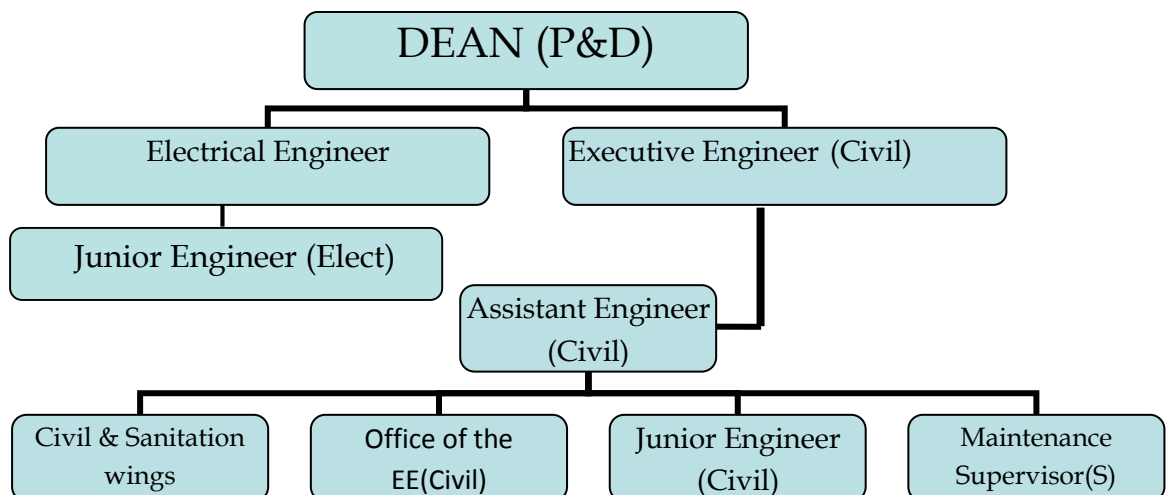 DEAN (P&D)
Electrical Engineer
Executive Engineer (Civil)
Junior Engineer (Elect)
Assistant Engineer
(Civil)
Civil & Sanitation
wings
Office of the
EE(Civil)
Junior Engineer
(Civil)
Maintenance
Supervisor(S)